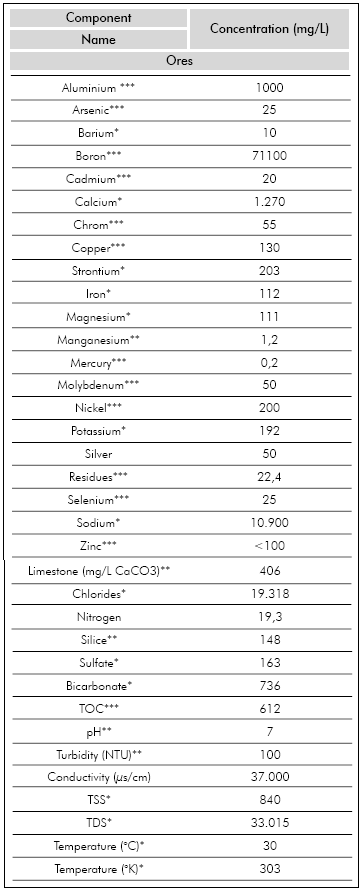 Component
Name
Concentration (mg/L)
Ores
Aluminium *** 1000
Arsenic*** 25
Barium* 10
Boron*** 71100
Cadmium*** 20
Calcium* 1.270
Chrom*** 55
Copper*** 130
Strontium* 203
Iron* 112
Magnesium* 111
Manganesium** 1,2
Mercury*** 0,2
Molybdenum*** 50
Nickel*** 200
Potassium* 192
Silver 50
Residues*** 22,4
Selenium*** 25
Sodium* 10.900
Zinc*** <100
Limestone (mg/L CaCO3)** 406
Chlorides* 19.318
Nitrogen 19,3
Silice** 148
Sulfate* 163
Bicarbonate* 736
TOC*** 612
pH** 7
Turbidity (NTU)** 100
Conductivity (µs/cm) 37.000
TSS* 840
TDS* 33.015
Temperature (°C)* 30
Temperature (°K)* 303